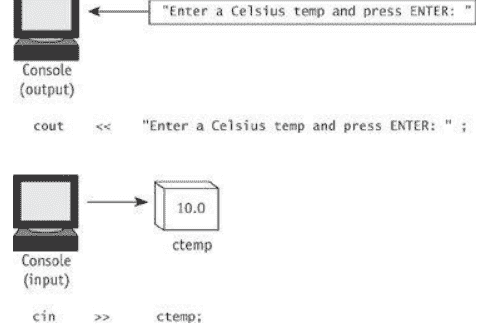 "Enter a Celsius temp and press ENTER: "
Console
(output)
cout << "Enter a Celsius temp and press ENTER: " ;
10.0
ctemp
Console
(input)
cin >> ctemp;